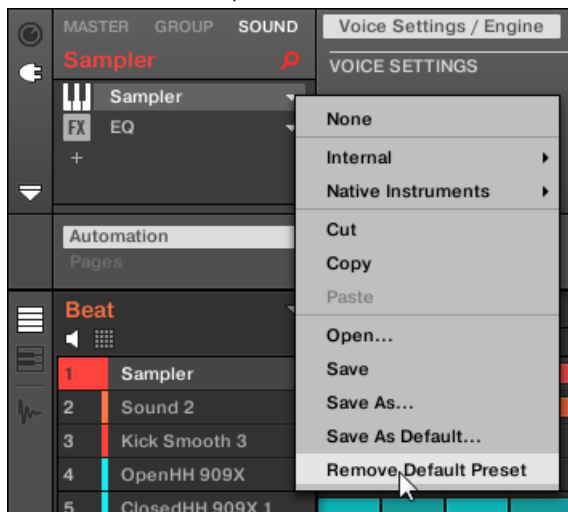 MASTER GROUP SOUND
Sampler
Sampler
FX EQ
+
Automation
Pages
Beat
1 Sampler
2 Sound 2
3 Kick Smooth 3
4 OpenHH 909X
5 ClosedHH 909X 1
Voice Settings / Engine
VOICE SETTINGS
None
Internal
Native Instruments
Cut
Copy
Paste
Open...
Save
Save As...
Save As Default...
Remove Default Preset